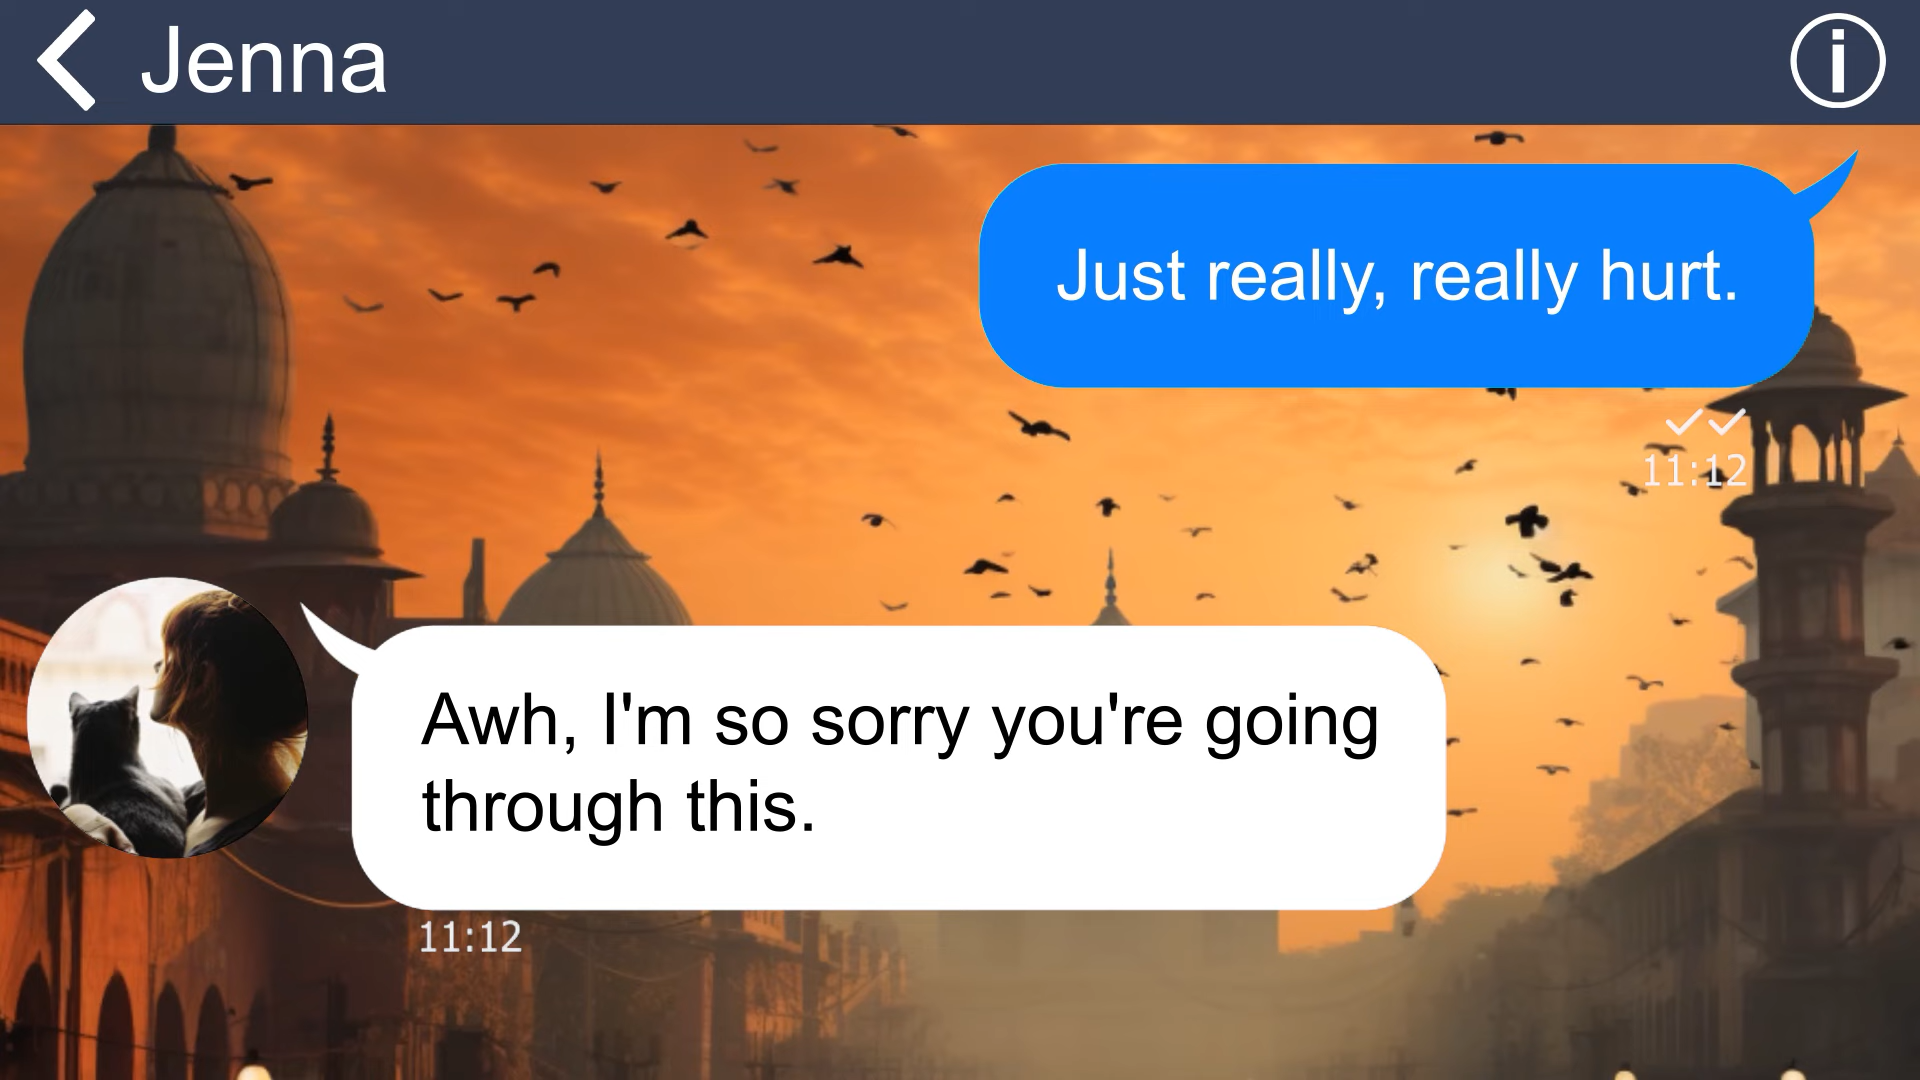 Jenna
Just really, really hurt.
11:12
Awh, I'm so sorry you're going
through this.
11:12